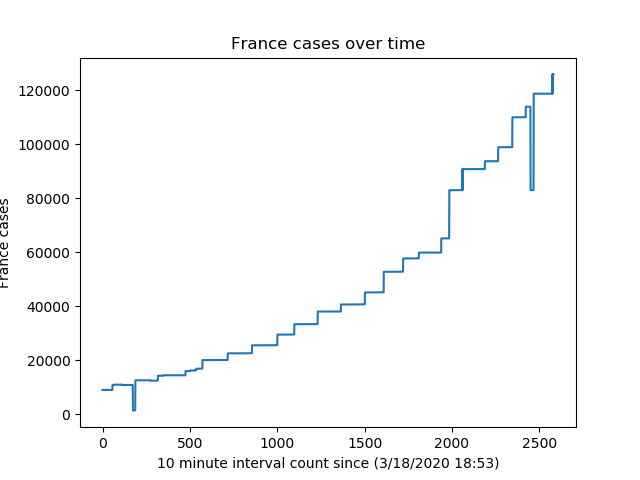 France cases over time
France cases
120000
100000
80000
60000
40000
20000
0
0 500 1000 1500 2000 2500
10 minute interval count since (3/18/2020 18:53)